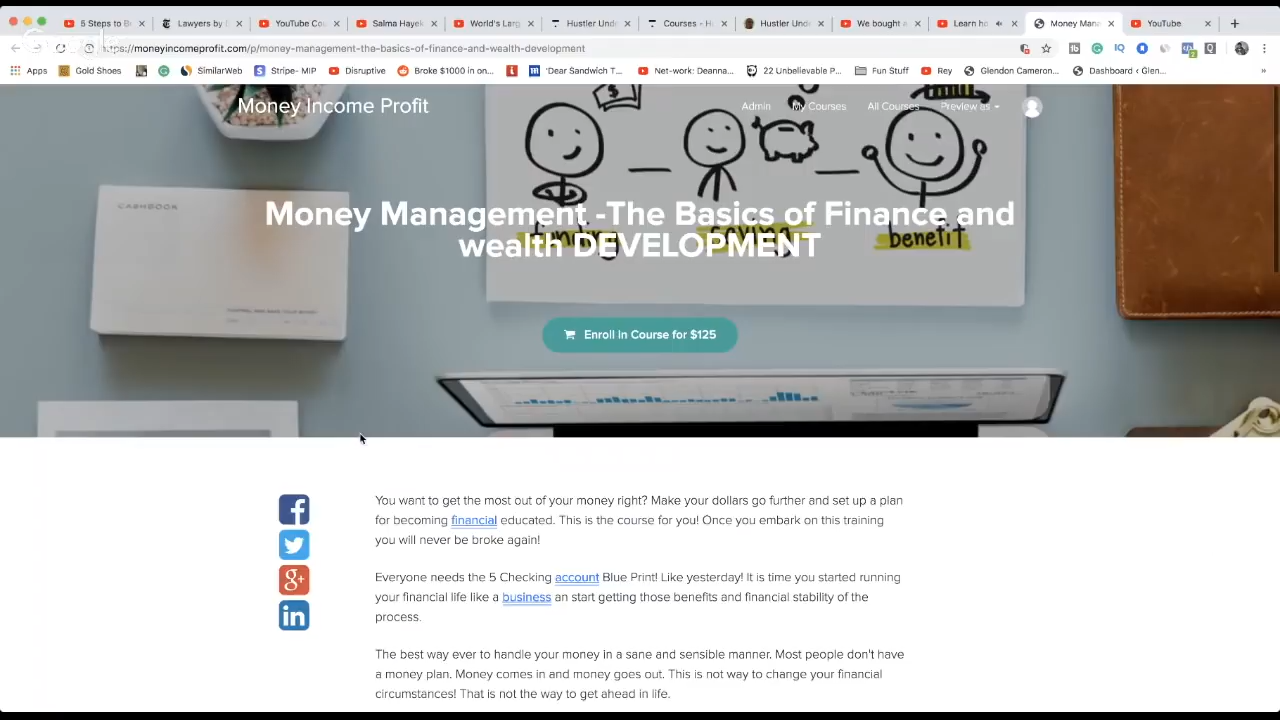 5 Steps to B
Lawyers by E
YouTube Cou
Salma Hayek
World's Larg
Hustler Unde
Courses - H
Hustler Unde
We bought a
Learn ho
Money Mana
YouTube
https://moneyincomeprofit.com/p/money-management-the-basics-of-finance-and-wealth-development
Apps
Gold Shoes
SimilarWeb
Stripe- MIP
Disruptive
Broke $1000 in on...
'Dear Sandwich T...
Net-work: Deanna...
22 Unbelievable P...
Fun Stuff
Rey
Glendon Cameron...
Dashboard ‹ Glen...
»
Money Income Profit
Admin
My Courses
All Courses
Preview as
CASHBOOK
funding
saving
benefit
Money Management -The Basics of Finance and
wealth DEVELOPMENT
Enroll in Course for $125
You want to get the most out of your money right? Make your dollars go further and set up a plan
for becoming financial educated. This is the course for you! Once you embark on this training
you will never be broke again!
Everyone needs the 5 Checking account Blue Print! Like yesterday! It is time you started running
your financial life like a business an start getting those benefits and financial stability of the
process.
The best way ever to handle your money in a sane and sensible manner. Most people don't have
a money plan. Money comes in and money goes out. This is not way to change your financial
circumstances! That is not the way to get ahead in life.